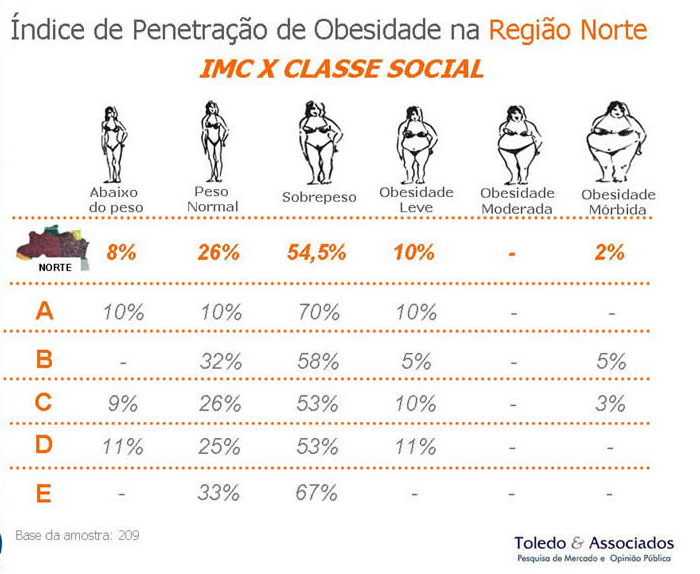 Índice de Penetração de Obesidade na Região Norte
IMC X CLASSE SOCIAL
Abaixo do peso
Peso Normal
Sobrepeso
Obesidade Leve
Obesidade Moderada
Obesidade Mórbida
NORTE 8% 26% 54,5% 10% - 2%
A 10% 10% 70% 10% - -
B - 32% 58% 5% - 5%
C 9% 26% 53% 10% - 3%
D 11% 25% 53% 11% - -
E - 33% 67% - - -
Base da amostra: 209
Toledo & Associados
Pesquisa de Mercado e Opinião Pública